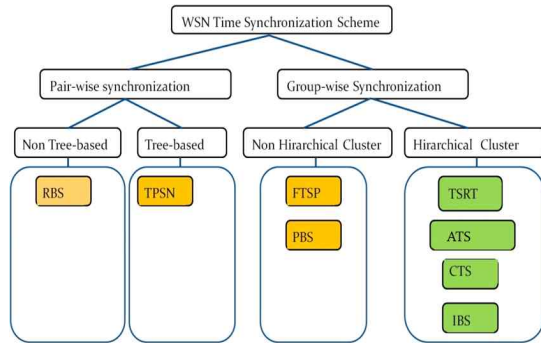 WSN Time Synchronization Scheme
Pair-wise synchronization
Group-wise Synchronization
Non Tree-based
Tree-based
Non Hirarchical Cluster
Hirarchical Cluster
RBS
TPSN
FTSP
TSRT
PBS
ATS
CTS
IBS